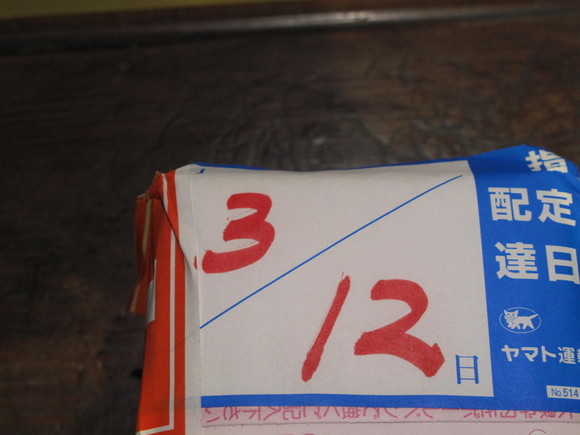 指
定
配達日
3/12日
ヤマト運
No.514